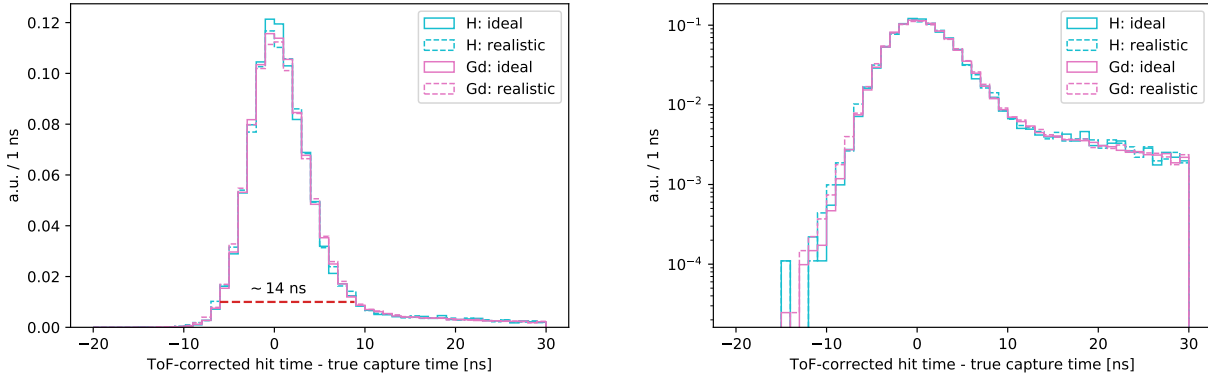 H: ideal
H: realistic
Gd: ideal
Gd: realistic
~ 14 ns
0.12
0.10
0.08
0.06
0.04
0.02
0.00
a.u. / 1 ns
−20
−10
0
10
20
30
ToF-corrected hit time - true capture time [ns]
H: ideal
H: realistic
Gd: ideal
Gd: realistic
10⁻¹
10⁻²
10⁻³
10⁻⁴
a.u. / 1 ns
−20
−10
0
10
20
30
ToF-corrected hit time - true capture time [ns]